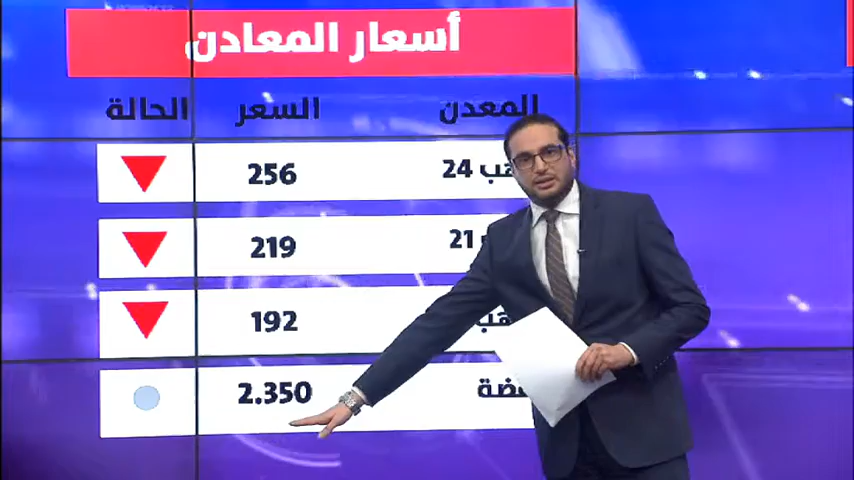 أسعار المعادن
المعدن السعر الحالة
24 256
21 219
192
2.350